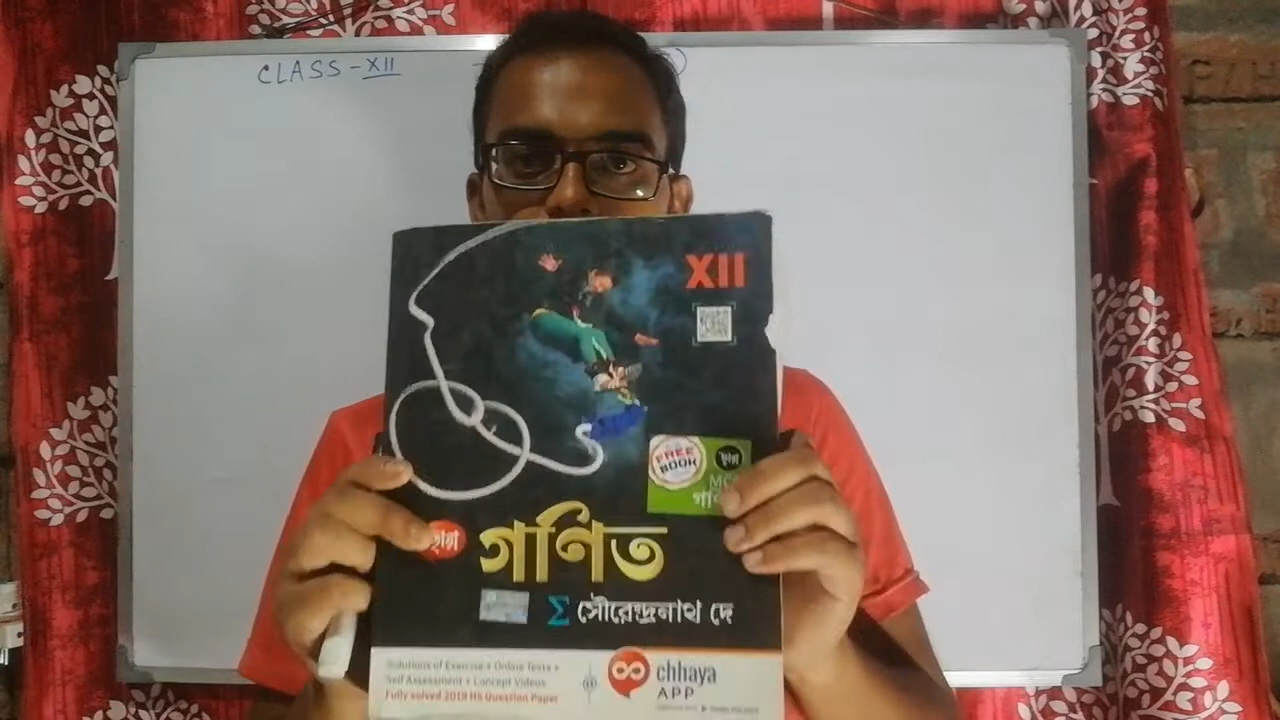 CLASS - XII
XII
FREE
BOOK
ছায়া
গণিত
Σ সৌরেন্দ্রনাথ দে
Solutions of Exercise • Online Tests •
Self Assessment • Concept Videos
Fully solved 2019 HS Question Paper
chhaya
APP